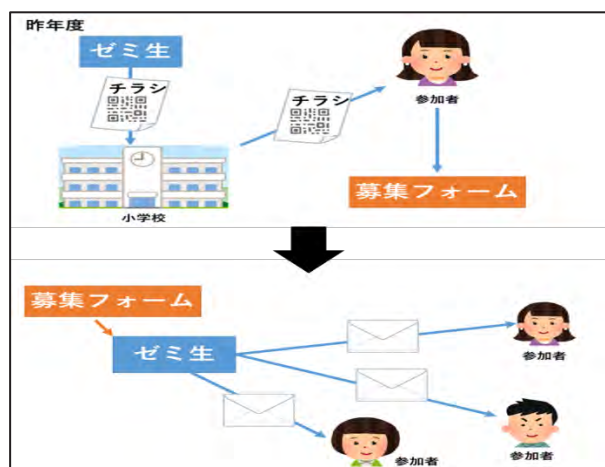 昨年度
ゼミ生
チラシ
チラシ
参加者
小学校
募集フォーム
募集フォーム
ゼミ生
参加者
参加者
参加者